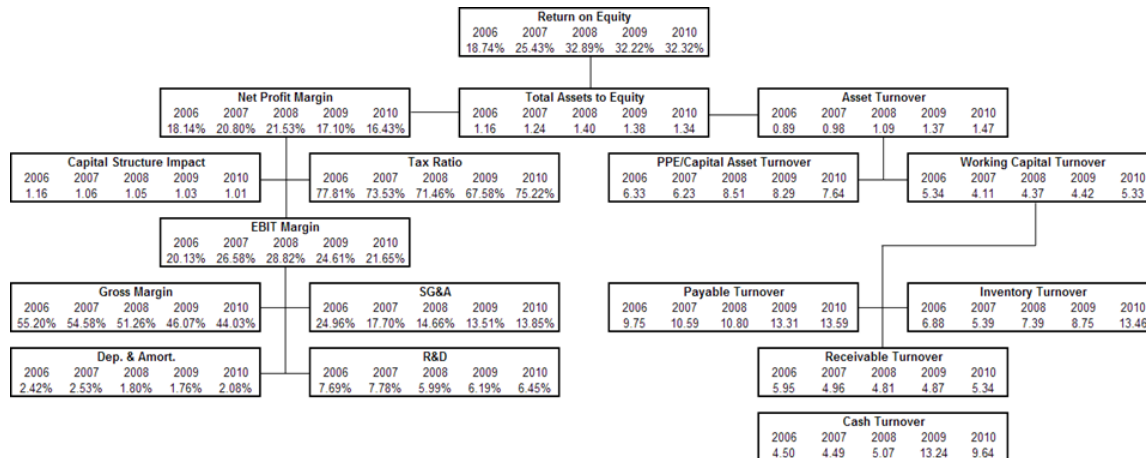 Return on Equity
2006 2007 2008 2009 2010
18.74% 25.43% 32.89% 32.22% 32.32%
Net Profit Margin
2006 2007 2008 2009 2010
18.14% 20.80% 21.53% 17.10% 16.43%
Total Assets to Equity
2006 2007 2008 2009 2010
1.16 1.24 1.40 1.38 1.34
Asset Turnover
2006 2007 2008 2009 2010
0.89 0.98 1.09 1.37 1.47
Capital Structure Impact
2006 2007 2008 2009 2010
1.16 1.06 1.05 1.03 1.01
Tax Ratio
2006 2007 2008 2009 2010
77.81% 73.53% 71.46% 67.58% 75.22%
PPE/Capital Asset Turnover
2006 2007 2008 2009 2010
6.33 6.23 8.51 8.29 7.64
Working Capital Turnover
2006 2007 2008 2009 2010
5.34 4.11 4.37 4.42 5.33
EBIT Margin
2006 2007 2008 2009 2010
20.13% 26.58% 28.82% 24.61% 21.65%
Gross Margin
2006 2007 2008 2009 2010
55.20% 54.58% 51.26% 46.07% 44.03%
SG&A
2006 2007 2008 2009 2010
24.96% 17.70% 14.66% 13.51% 13.85%
Payable Turnover
2006 2007 2008 2009 2010
9.75 10.59 10.80 13.31 13.59
Inventory Turnover
2006 2007 2008 2009 2010
6.88 5.39 7.39 8.75 13.46
Dep. & Amort.
2006 2007 2008 2009 2010
2.42% 2.53% 1.80% 1.76% 2.08%
R&D
2006 2007 2008 2009 2010
7.69% 7.78% 5.99% 6.19% 6.45%
Receivable Turnover
2006 2007 2008 2009 2010
5.95 4.96 4.81 4.87 5.34
Cash Turnover
2006 2007 2008 2009 2010
4.50 4.49 5.07 13.24 9.64